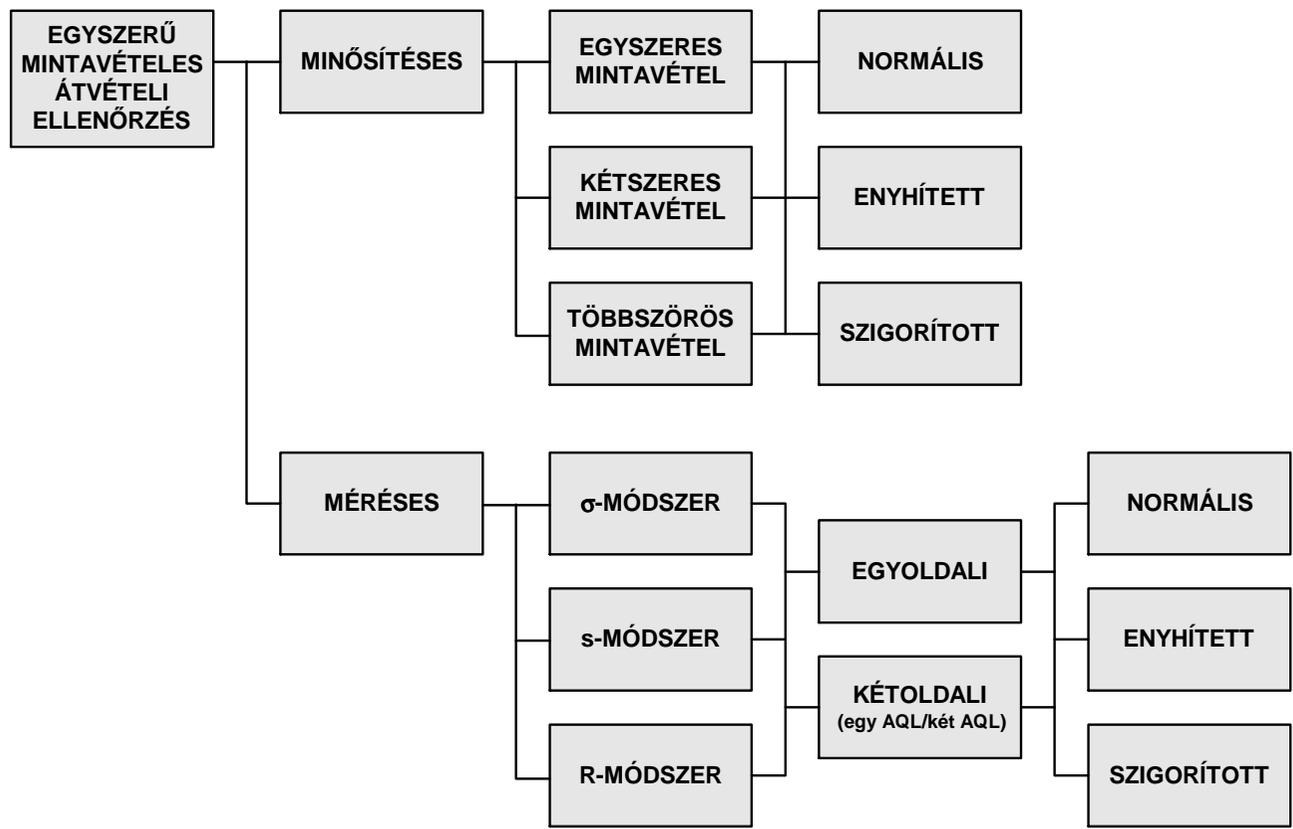 EGYSZERŰ
MINTAVÉTELES
ÁTVÉTELI
ELLENŐRZÉS
MINŐSÍTÉSES
EGYSZERES
MINTAVÉTEL
NORMÁLIS
KÉTSZERES
MINTAVÉTEL
ENYHÍTETT
TÖBBSZÖRÖS
MINTAVÉTEL
SZIGORÍTOTT
MÉRÉSES
σ-MÓDSZER
s-MÓDSZER
R-MÓDSZER
EGYOLDALI
KÉTOLDALI
(egy AQL/két AQL)
NORMÁLIS
ENYHÍTETT
SZIGORÍTOTT